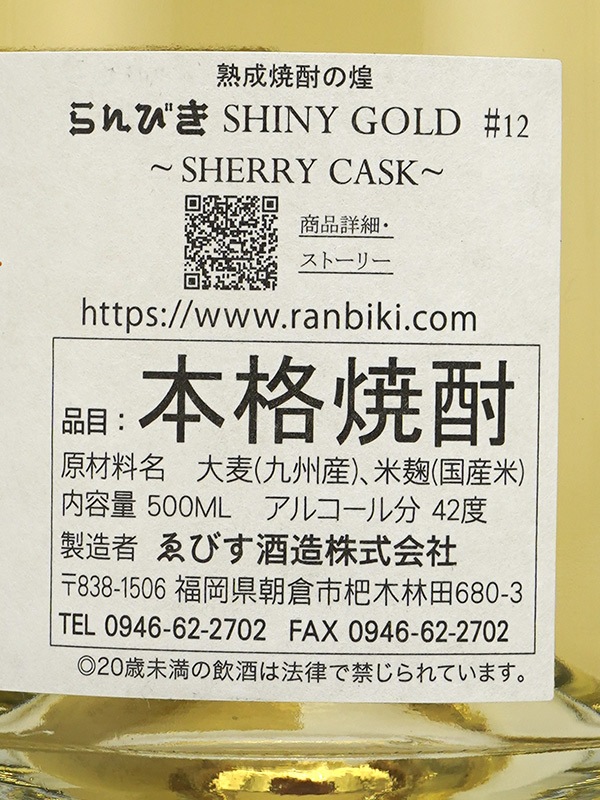 熟成焼酎の煌
らんびき SHINY GOLD #12
～SHERRY CASK～
商品詳細・
ストーリー
https://www.ranbiki.com
品目：本格焼酎
原材料名 大麦(九州産)、米麹(国産米)
内容量 500ML アルコール分 42度
製造者 ゑびす酒造株式会社
〒838-1506 福岡県朝倉市杷木林田680-3
TEL 0946-62-2702 FAX 0946-62-2702
◎20歳未満の飲酒は法律で禁じられています。